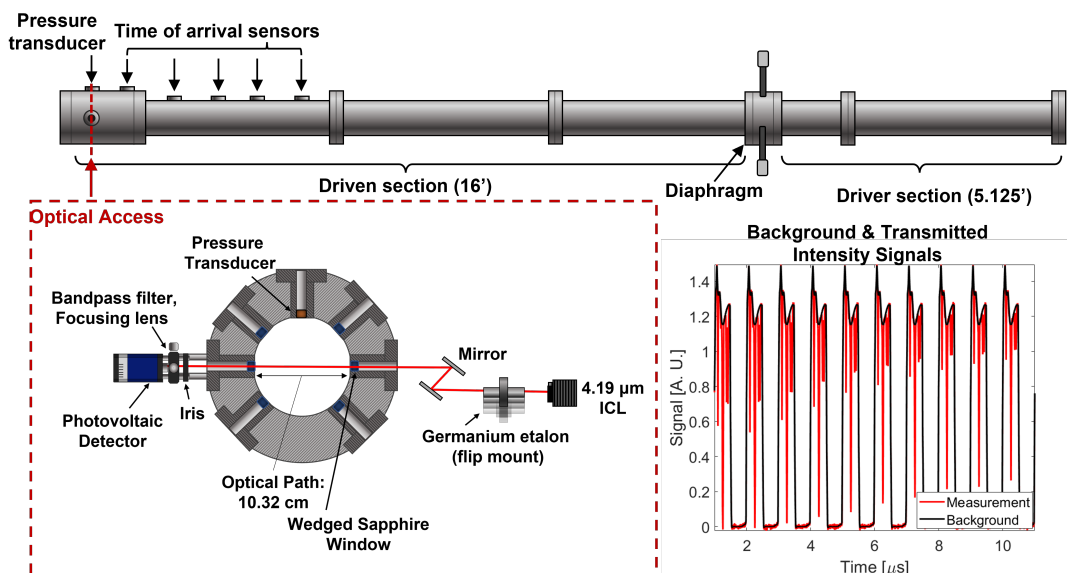 Pressure
transducer
Time of arrival sensors
Driven section (16')
Diaphragm
Driver section (5.125')
Optical Access
Pressure
Transducer
Bandpass filter,
Focusing lens
Mirror
4.19 µm
ICL
Iris
Photovoltaic
Detector
Germanium etalon
(flip mount)
Optical Path:
10.32 cm
Wedged Sapphire
Window
Background & Transmitted
Intensity Signals
Signal [A. U.]
1.4
1.2
1
0.8
0.6
0.4
0.2
0
Measurement
Background
2 4 6 8 10
Time [µs]